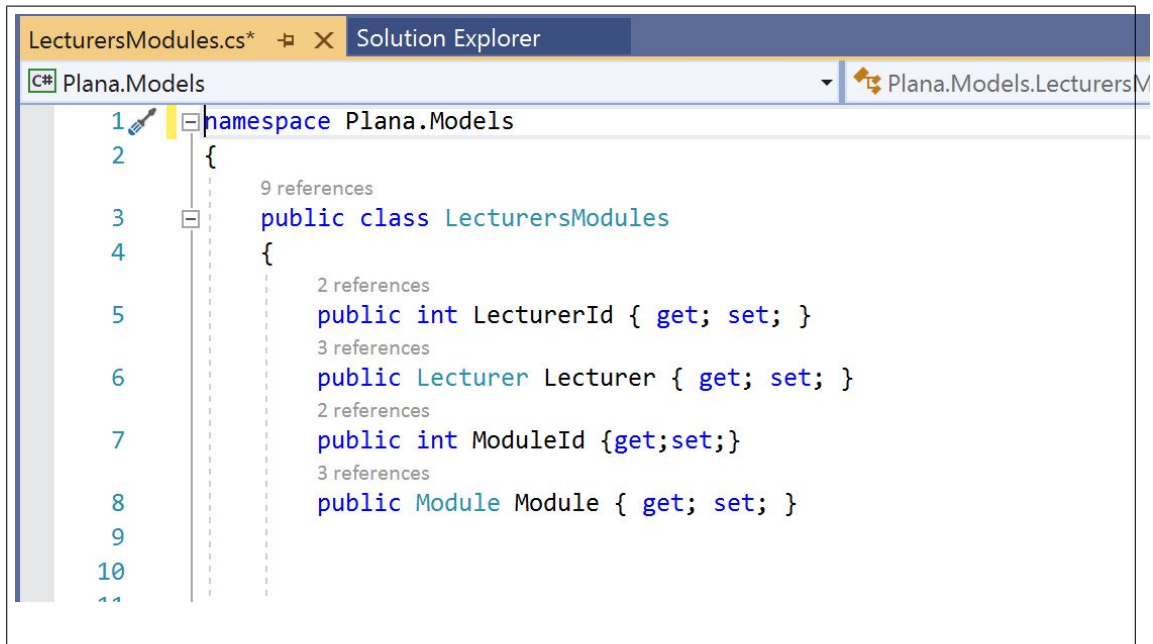 LecturersModules.cs* Solution Explorer
C# Plana.Models Plana.Models.LecturersM
1 namespace Plana.Models
2 {
9 references
3 public class LecturersModules
4 {
2 references
5 public int LecturerId { get; set; }
3 references
6 public Lecturer Lecturer { get; set; }
2 references
7 public int ModuleId {get;set;}
3 references
8 public Module Module { get; set; }
9
10